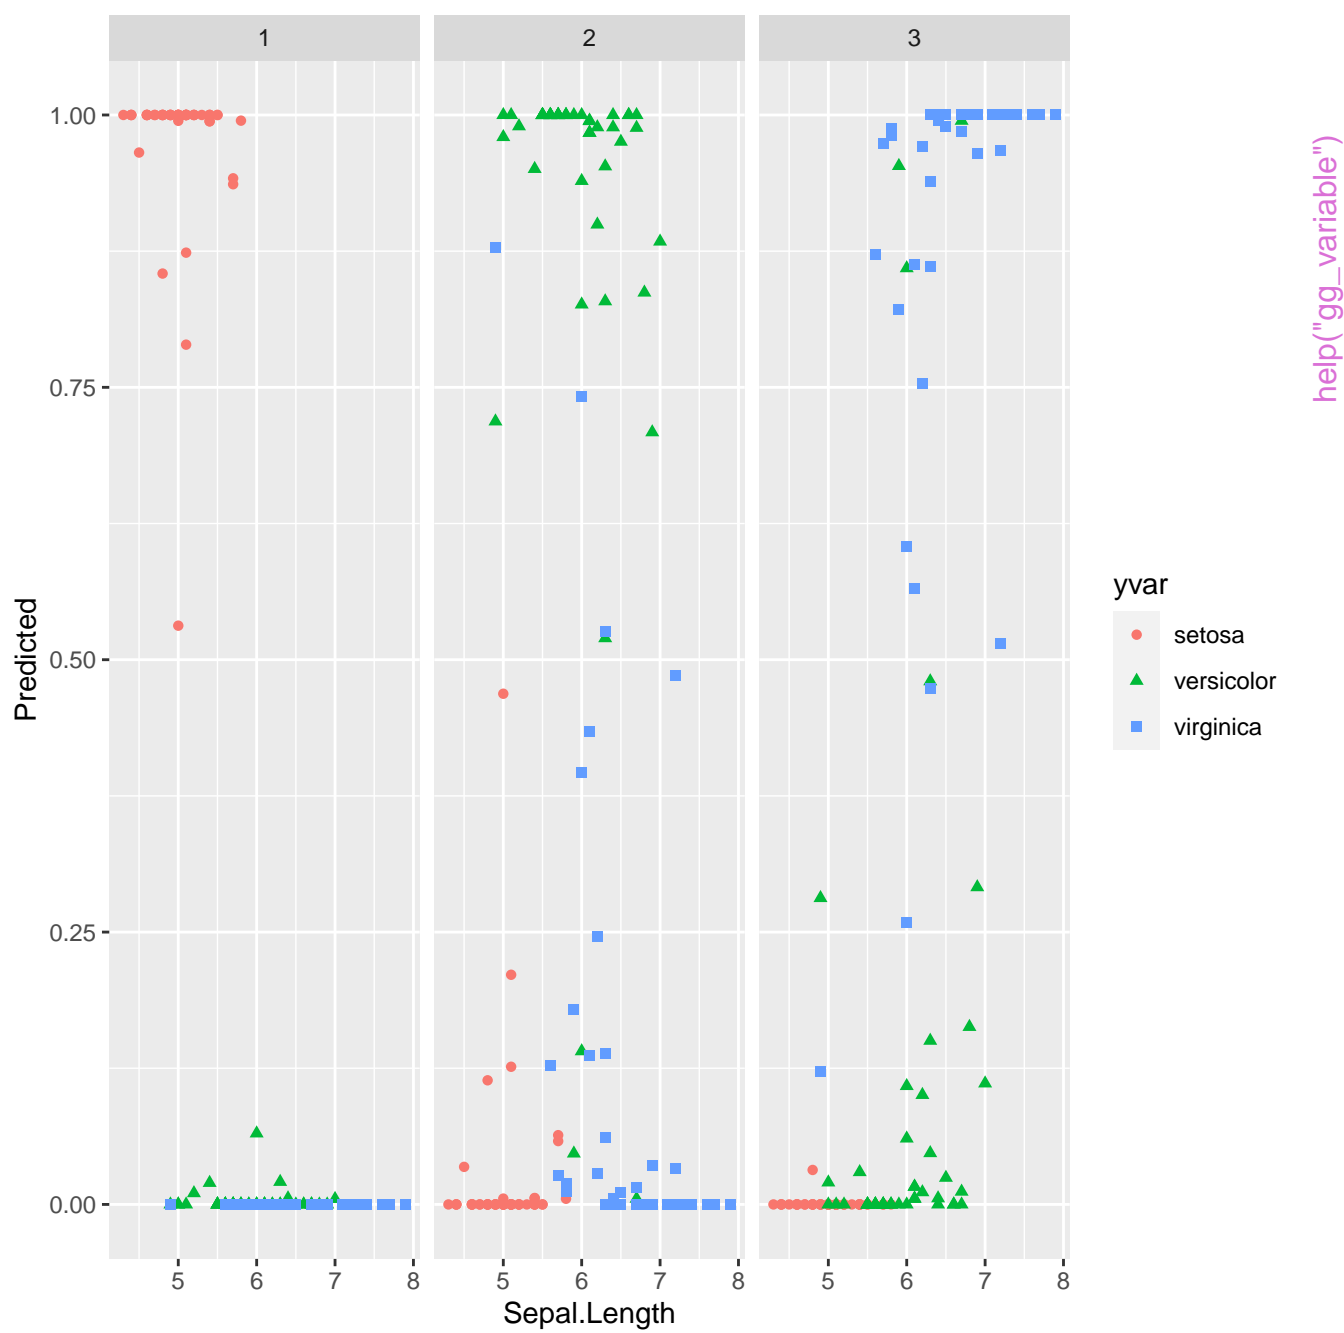 1 2 3
1.00
0.75
0.50
0.25
0.00
Predicted
5 6 7 8 5 6 7 8 5 6 7 8
Sepal.Length
yvar
setosa
versicolor
virginica
help("gg_variable")